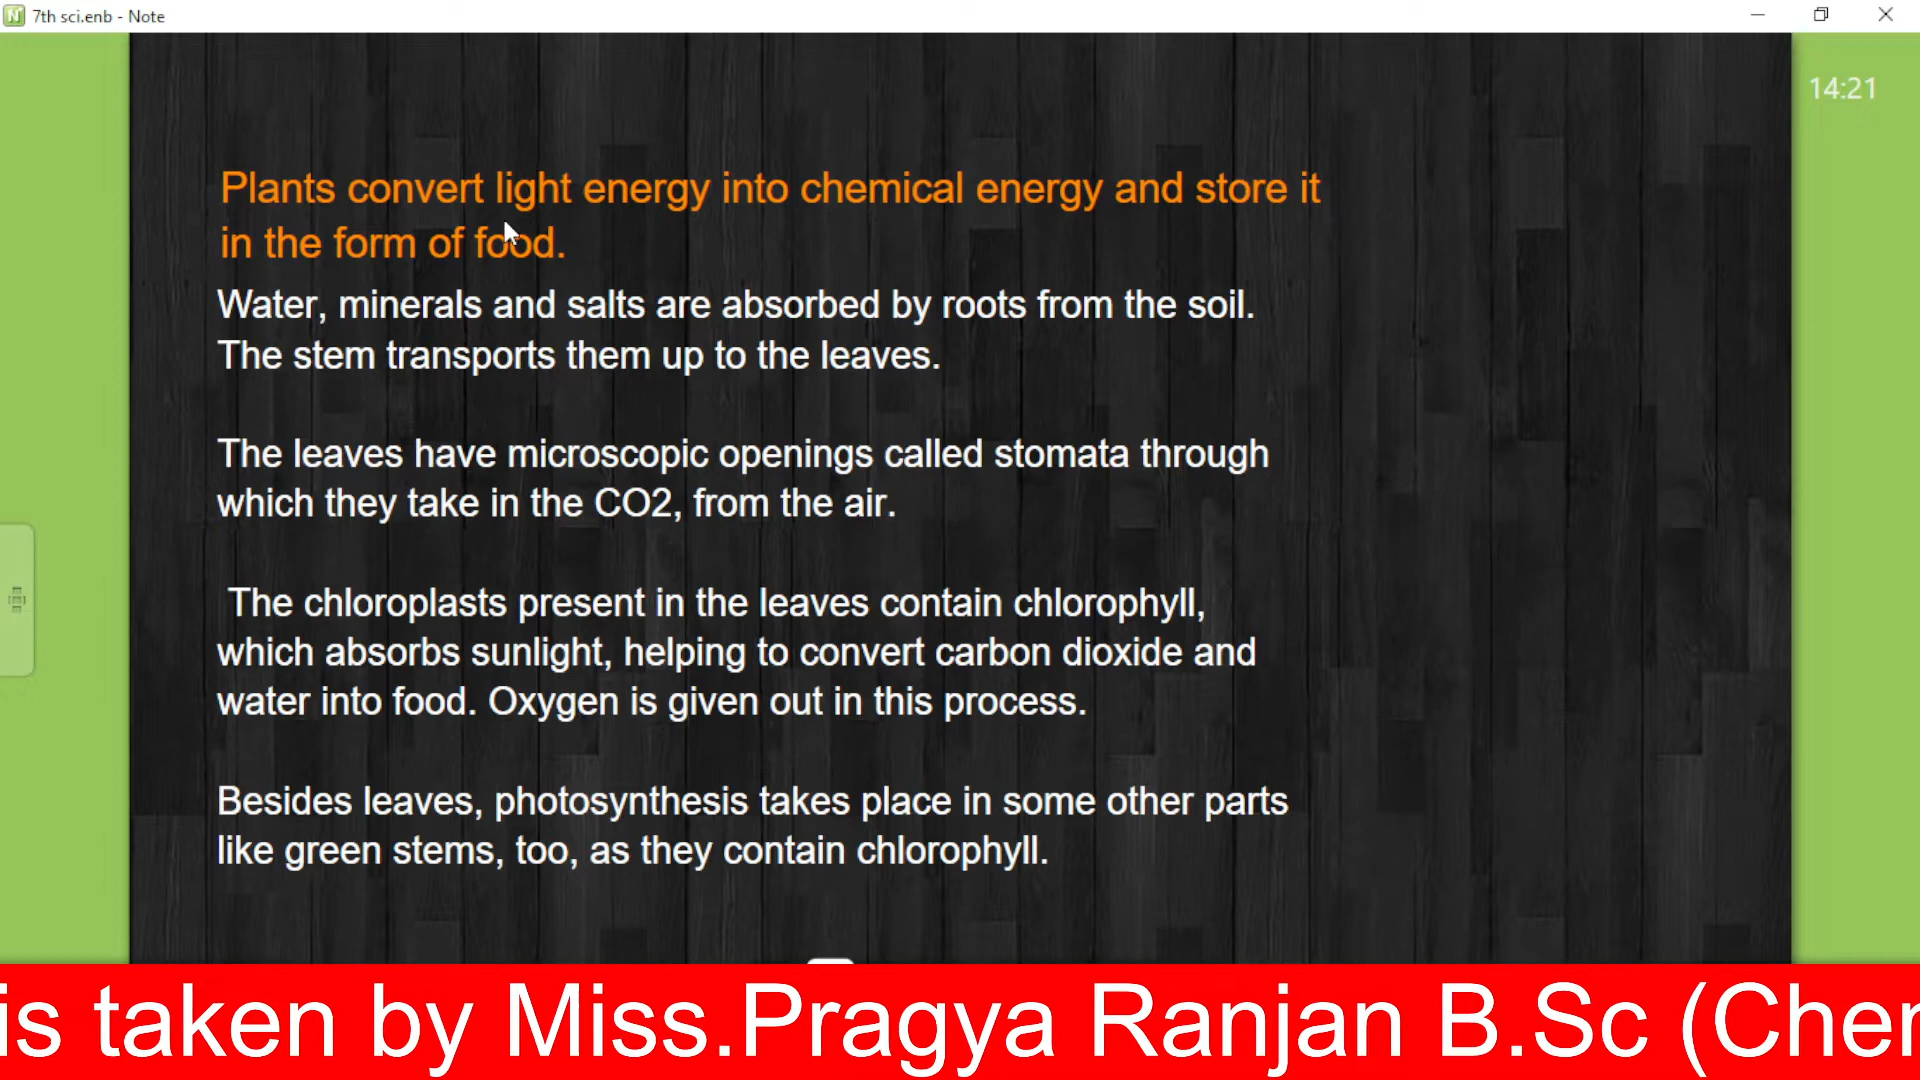 7th sci.enb - Note
14:21
Plants convert light energy into chemical energy and store it
in the form of food.
Water, minerals and salts are absorbed by roots from the soil.
The stem transports them up to the leaves.
The leaves have microscopic openings called stomata through
which they take in the CO2, from the air.
The chloroplasts present in the leaves contain chlorophyll,
which absorbs sunlight, helping to convert carbon dioxide and
water into food. Oxygen is given out in this process.
Besides leaves, photosynthesis takes place in some other parts
like green stems, too, as they contain chlorophyll.
is taken by Miss.Pragya Ranjan B.Sc (Chem